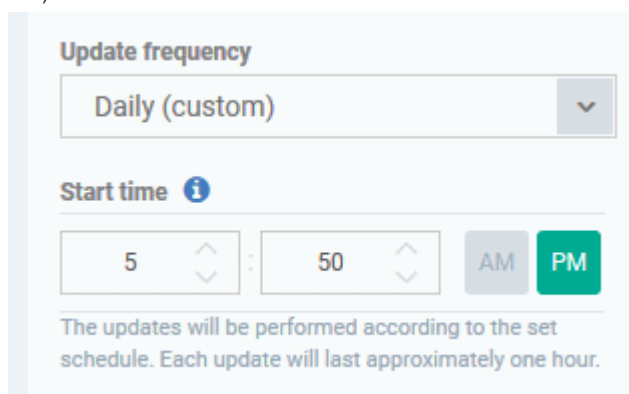 Update frequency
Daily (custom)
Start time
5 : 50 AM PM
The updates will be performed according to the set
schedule. Each update will last approximately one hour.